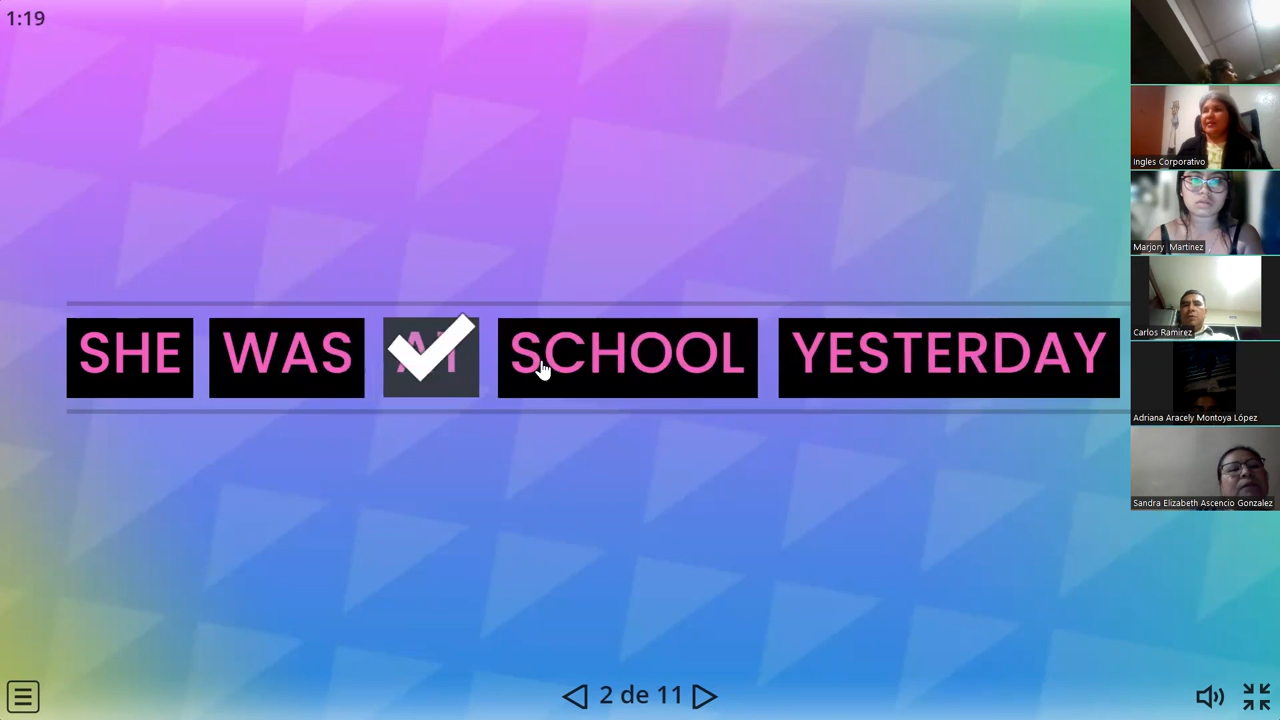 1:19
SHE WAS AT SCHOOL YESTERDAY
2 de 11
Ingles Corporativo
Marjory Martinez
Carlos Ramirez
Adriana Aracely Montoya López
Sandra Elizabeth Ascencio Gonzalez